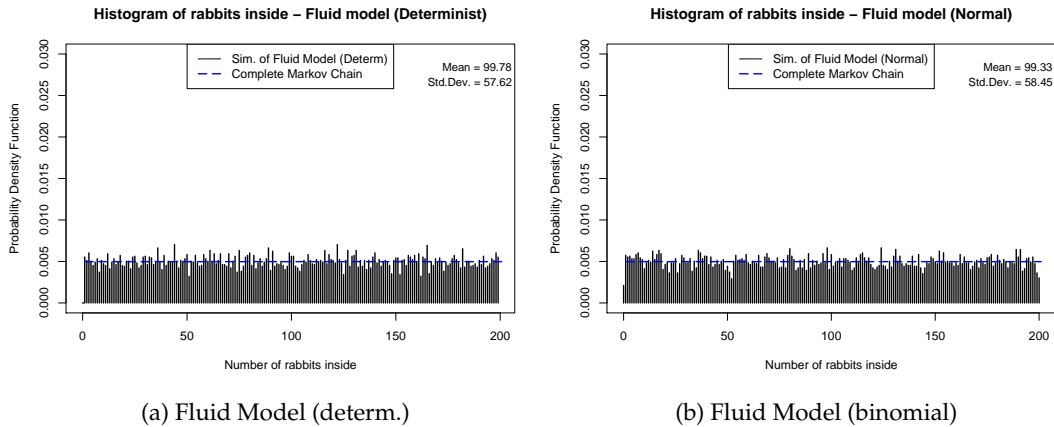 Histogram of rabbits inside − Fluid model (Determinist)
Sim. of Fluid Model (Determ)
Complete Markov Chain
Mean = 99.78
Std.Dev. = 57.62
Probability Density Function
0.030
0.025
0.020
0.015
0.010
0.005
0.000
0 50 100 150 200
Number of rabbits inside
(a) Fluid Model (determ.)
Histogram of rabbits inside − Fluid model (Normal)
Sim. of Fluid Model (Normal)
Complete Markov Chain
Mean = 99.33
Std.Dev. = 58.45
Probability Density Function
0.030
0.025
0.020
0.015
0.010
0.005
0.000
0 50 100 150 200
Number of rabbits inside
(b) Fluid Model (binomial)